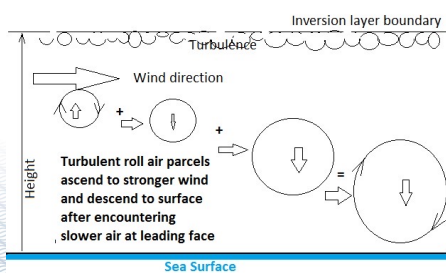 Inversion layer boundary
Turbulence
Wind direction
+
+
=
Turbulent roll air parcels
ascend to stronger wind
and descend to surface
after encountering
slower air at leading face
Height
Sea Surface